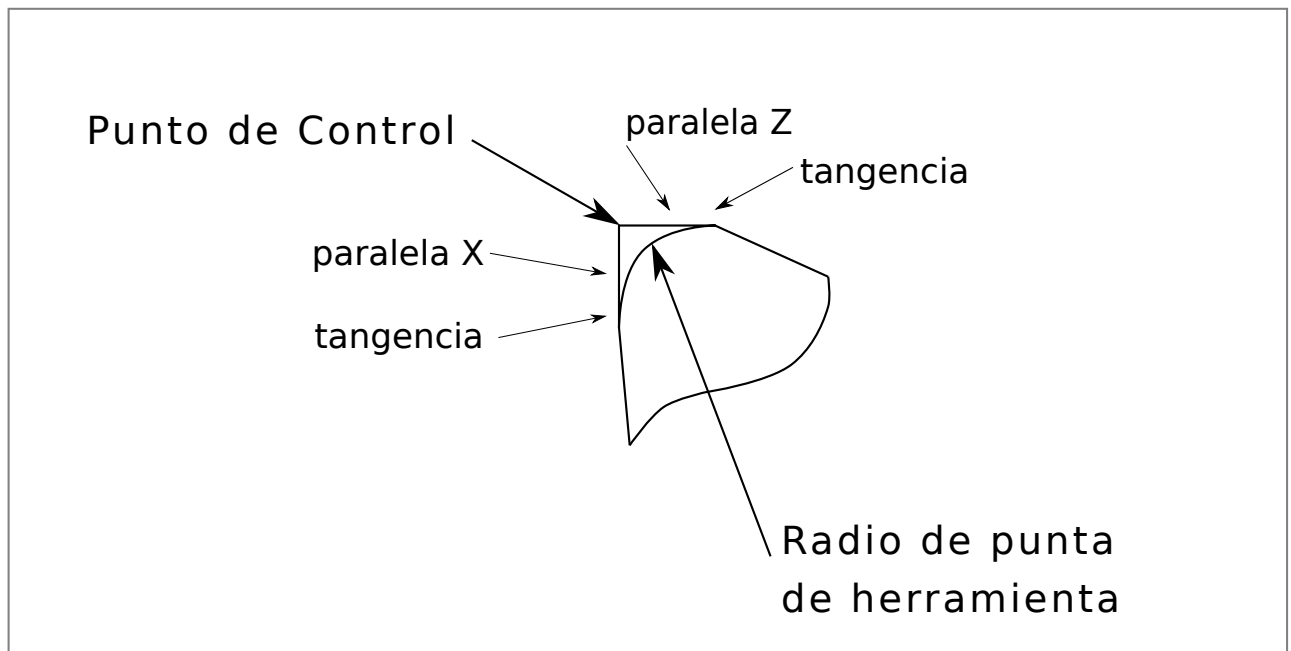 paralela Z
Punto de Control
tangencia
paralela X
tangencia
Radio de punta
de herramienta